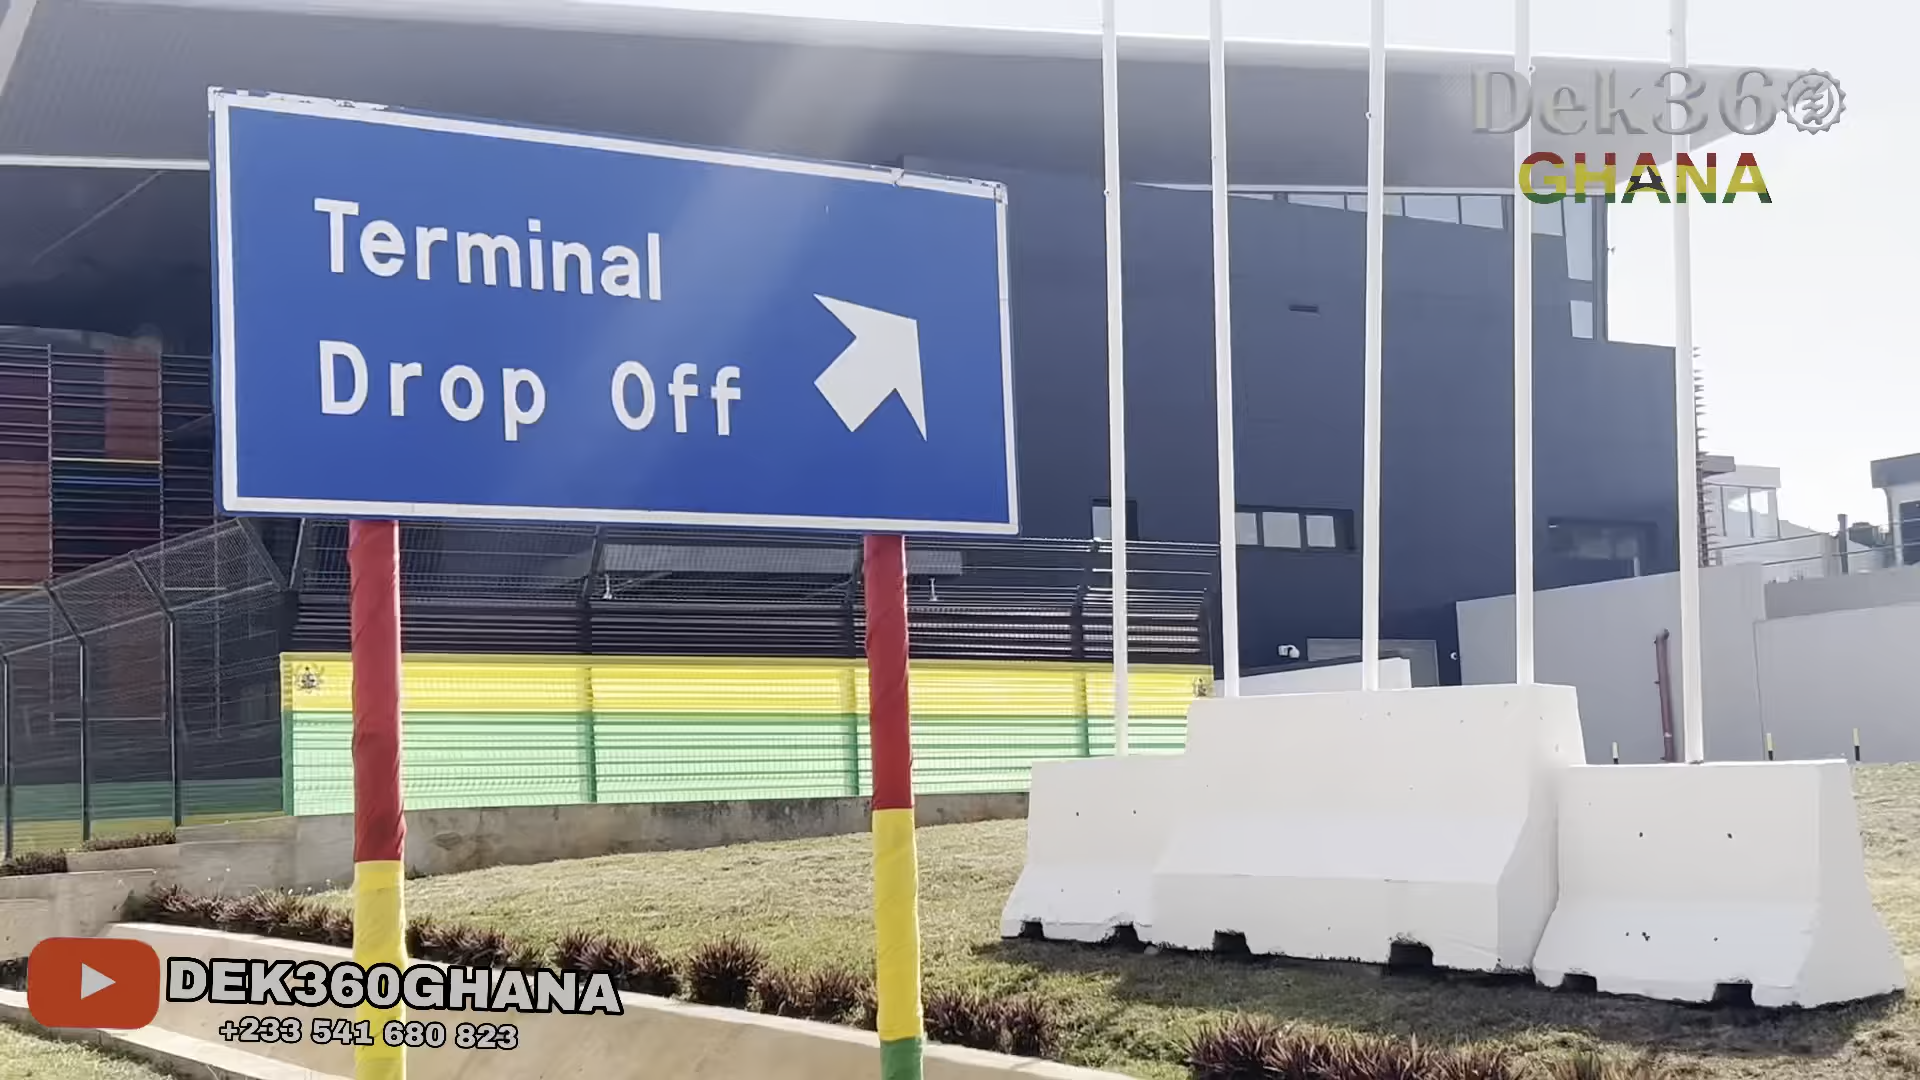 Dek360
GHANA
Terminal
Drop Off
DEK360GHANA
+233 541 680 823